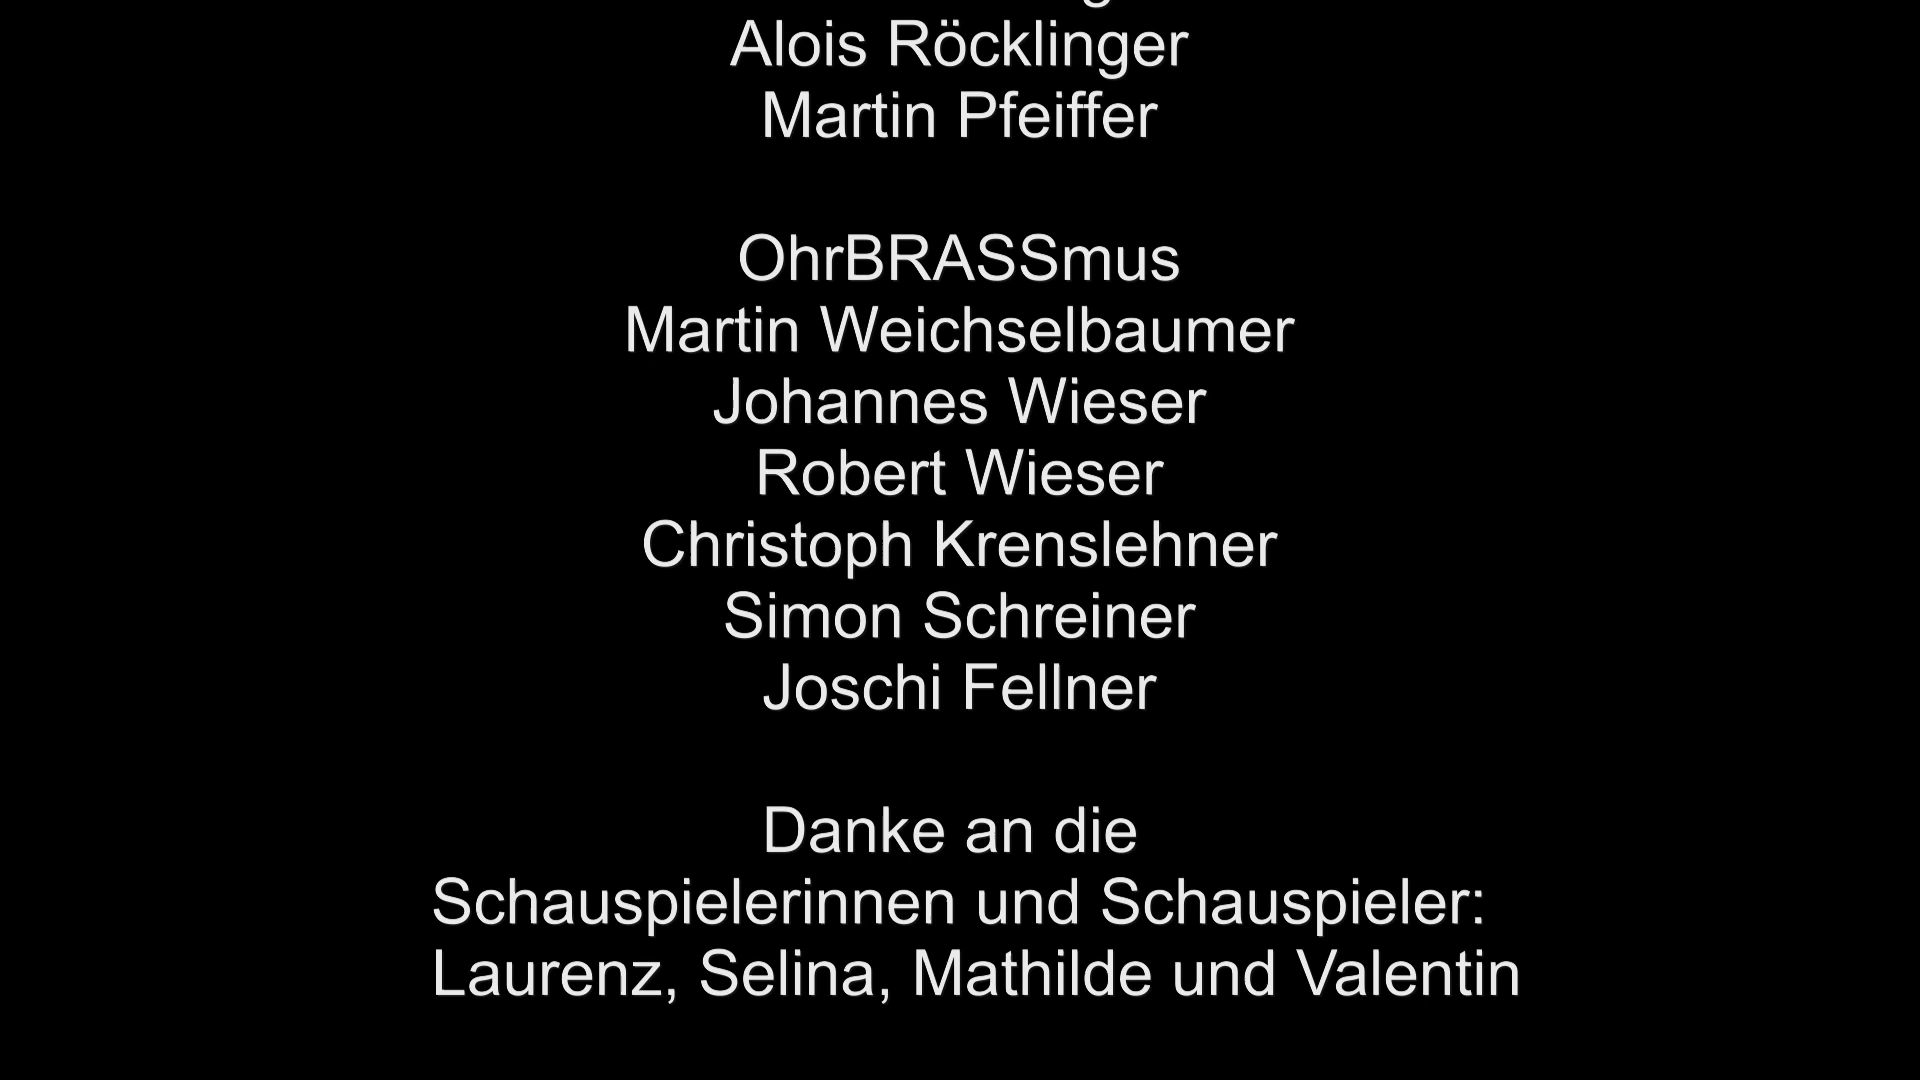 Alois Röcklinger
Martin Pfeiffer
OhrBRASSmus
Martin Weichselbaumer
Johannes Wieser
Robert Wieser
Christoph Krenslehner
Simon Schreiner
Joschi Fellner
Danke an die
Schauspielerinnen und Schauspieler:
Laurenz, Selina, Mathilde und Valentin